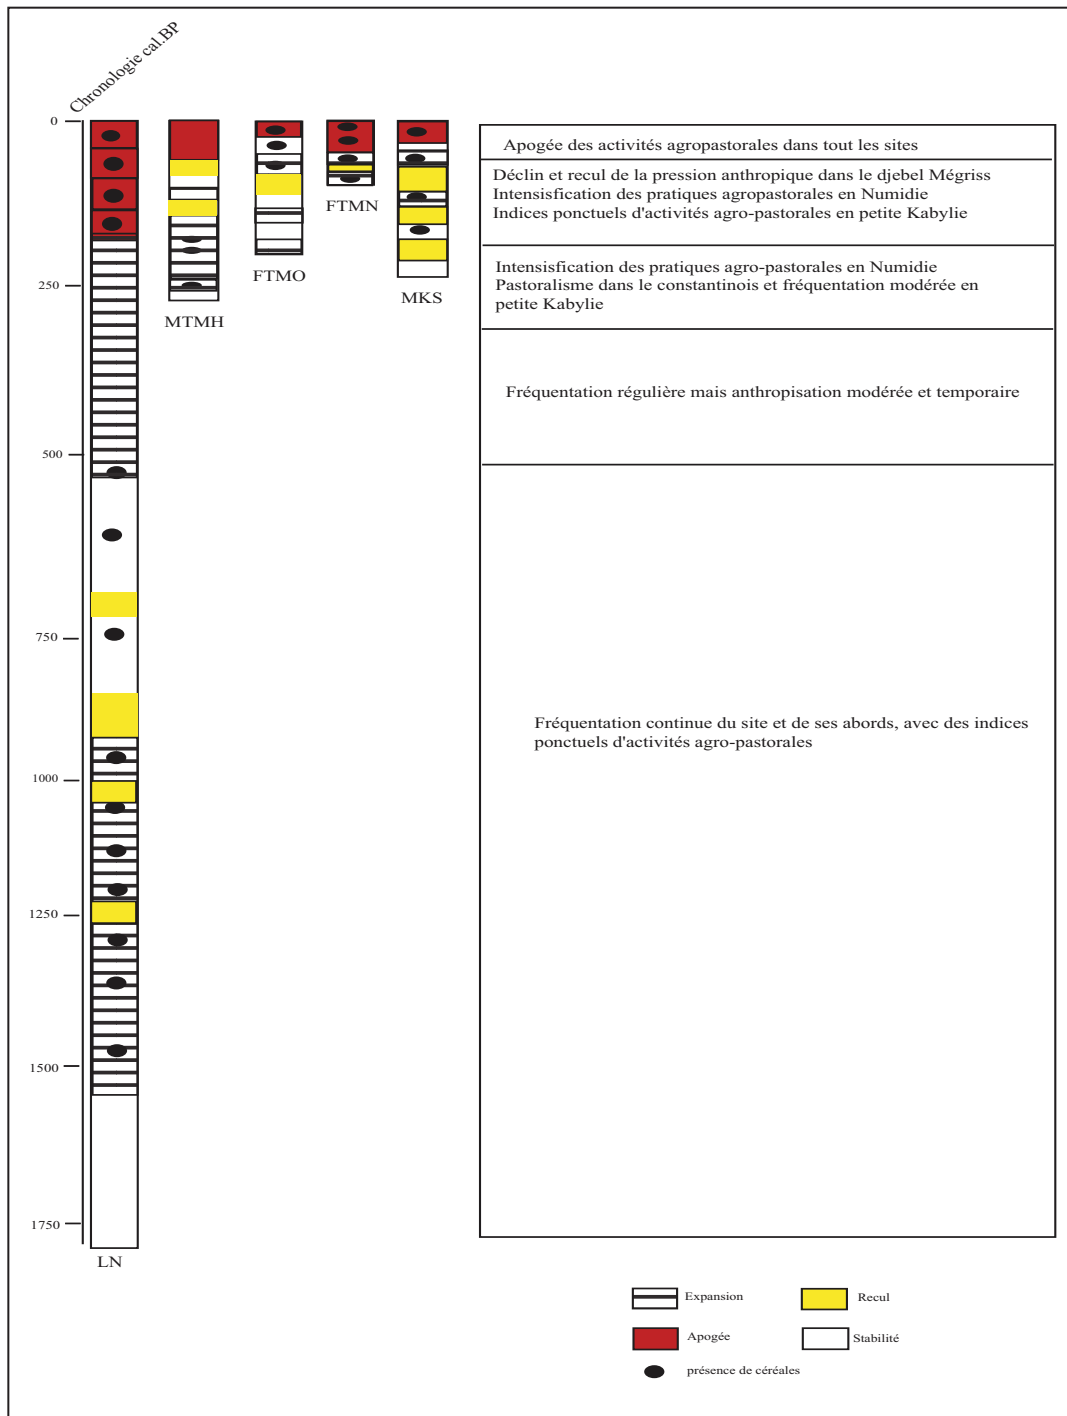 Chronologie cal.BP
0
250
500
750
1000
1250
1500
1750
LN
MTMH
FTMO
FTMN
MKS
Apogée des activités agropastorales dans tout les sites
Déclin et recul de la pression anthropique dans le djebel Mégriss
Intensisfication des pratiques agropastorales en Numidie
Indices ponctuels d'activités agro-pastorales en petite Kabylie
Intensisfication des pratiques agro-pastorales en Numidie
Pastoralisme dans le constantinois et fréquentation modérée en
petite Kabylie
Fréquentation régulière mais anthropisation modérée et temporaire
Fréquentation continue du site et de ses abords, avec des indices
ponctuels d'activités agro-pastorales
Expansion
Recul
Apogée
Stabilité
présence de céréales